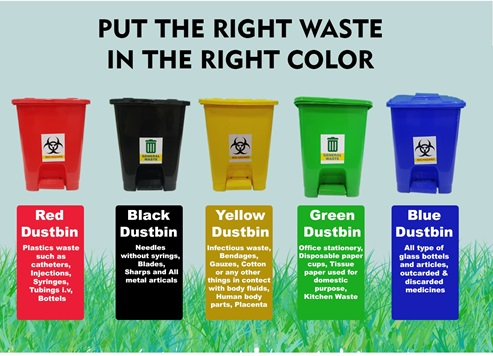 PUT THE RIGHT WASTE
IN THE RIGHT COLOR
GENERAL
WASTE
GENERAL
WASTE
Red
Dustbin
Plastics waste
such as
catheters,
Injections,
Syringes,
Tubings i.v,
Bottels
Black
Dustbin
Needles
without syrings,
Blades,
Sharps and All
metal articals
Yellow
Dustbin
Infectious waste,
Bendages,
Gauzes, Cotton
or any other
things in contect
with body fluids,
Human body
parts, Placenta
Green
Dustbin
Office stationery,
Disposable paper
cups, Tissue
paper used for
domestic
purpose,
Kitchen Waste
Blue
Dustbin
All type of
glass bottels
and articles,
outcarded &
discarded
medicines